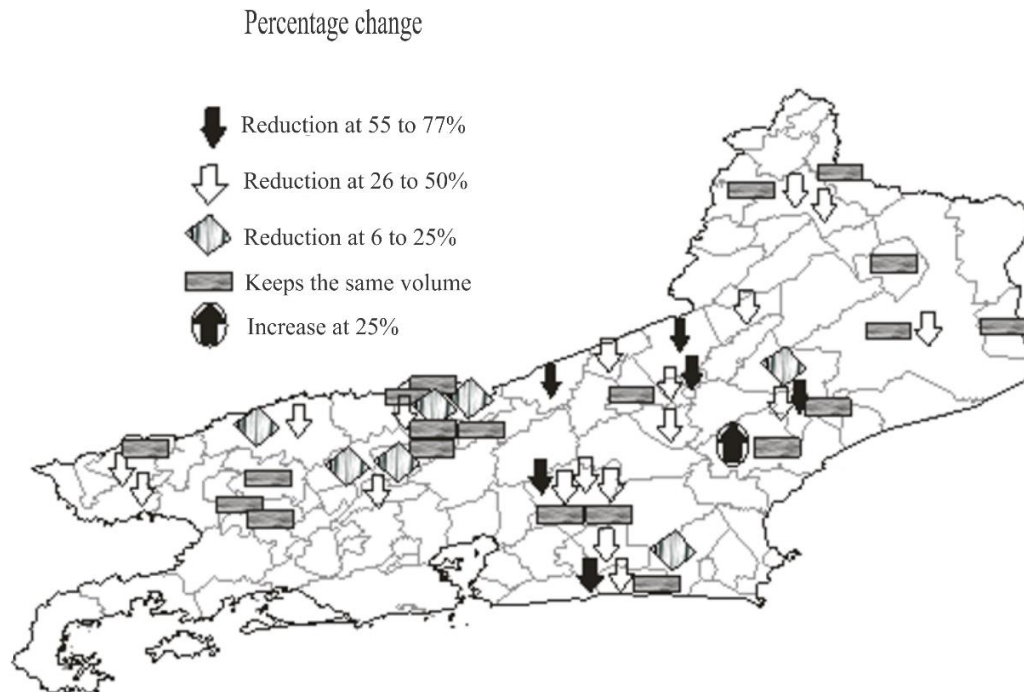 Percentage change
Reduction at 55 to 77%
Reduction at 26 to 50%
Reduction at 6 to 25%
Keeps the same volume
Increase at 25%